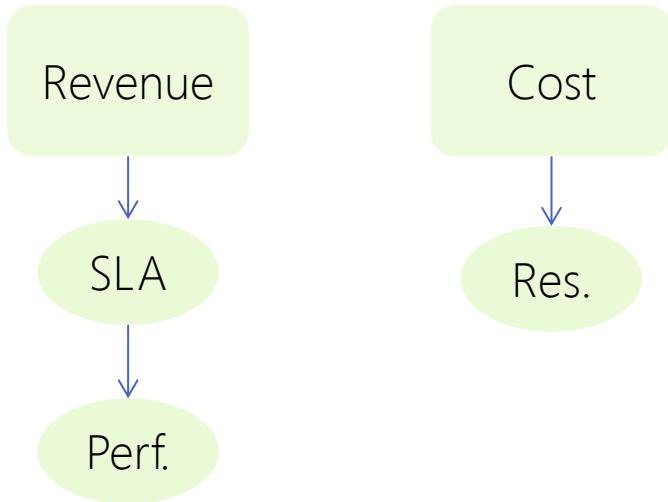 Revenue
Cost
SLA
Res.
Perf.